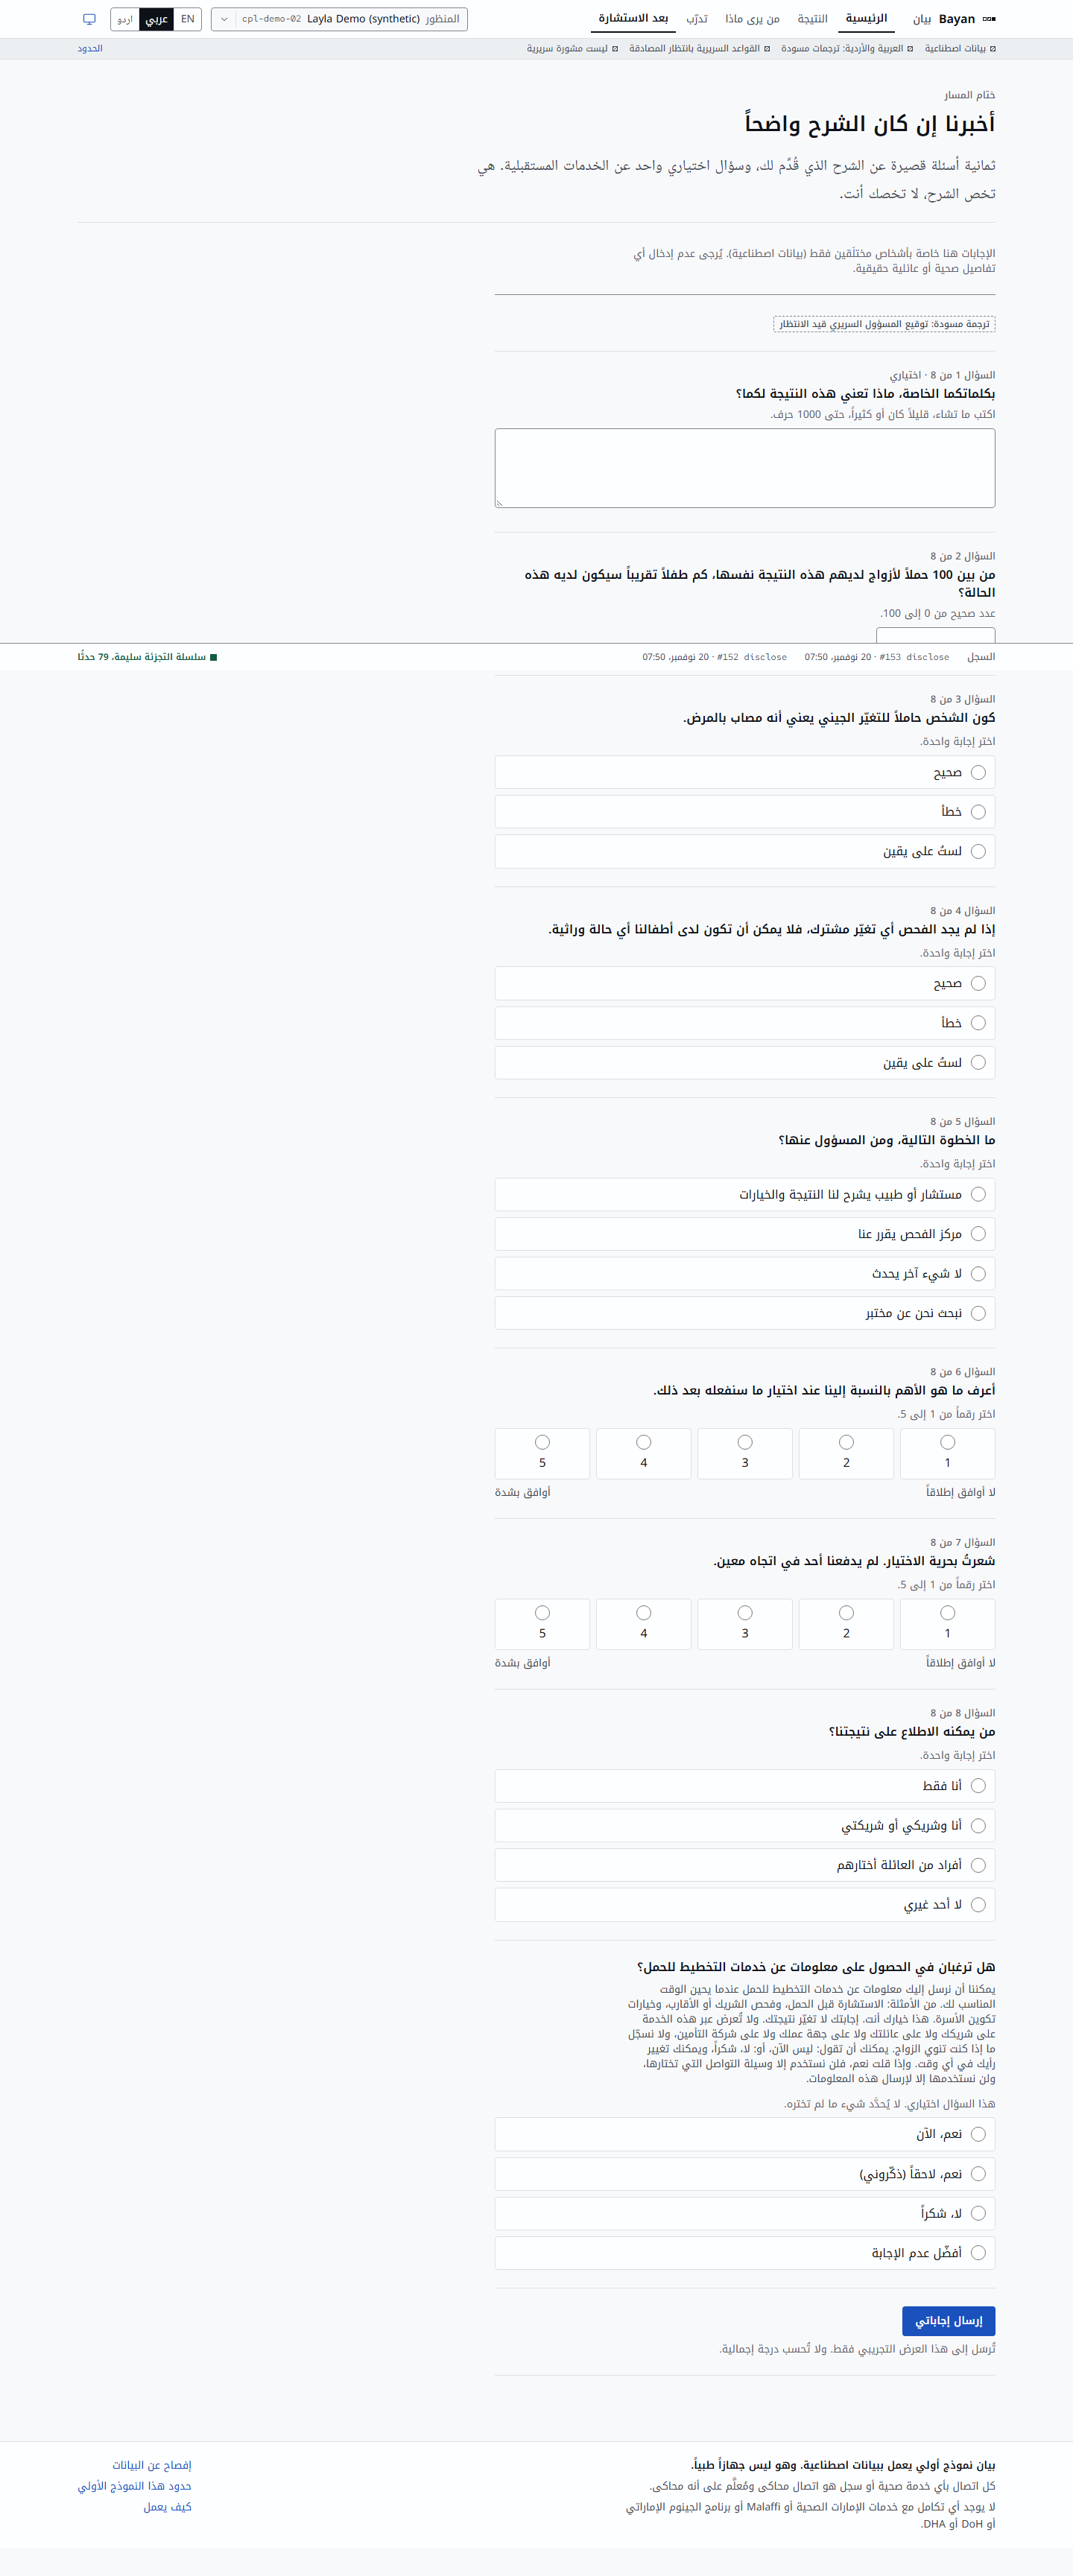 Bayan بيان
الرئيسية
النتيجة
من يرى ماذا
تدرّب
بعد الاستشارة
المنظور Layla Demo (synthetic) cpl-demo-02
EN
عربي
اردو
بيانات اصطناعية
العربية والأردية: ترجمات مسودة
القواعد السريرية بانتظار المصادقة
ليست مشورة سريرية
الحدود
ختام المسار
أخبرنا إن كان الشرح واضحاً
ثمانية أسئلة قصيرة عن الشرح الذي قُدِّم لك، وسؤال اختياري واحد عن الخدمات المستقبلية. هي
تخص الشرح، لا تخصك أنت.
الإجابات هنا خاصة بأشخاص مختلَقين فقط (بيانات اصطناعية). يُرجى عدم إدخال أي
تفاصيل صحية أو عائلية حقيقية.
ترجمة مسودة: توقيع المسؤول السريري قيد الانتظار
السؤال 1 من 8 · اختياري
بكلماتكما الخاصة، ماذا تعني هذه النتيجة لكما؟
اكتب ما تشاء، قليلاً كان أو كثيراً، حتى 1000 حرف.
السؤال 2 من 8
من بين 100 حملاً لأزواج لديهم هذه النتيجة نفسها، كم طفلاً تقريباً سيكون لديه هذه
الحالة؟
عدد صحيح من 0 إلى 100.
السجل
#153 disclose · 20 نوفمبر، 07:50
#152 disclose · 20 نوفمبر، 07:50
سلسلة التجزئة سليمة، 79 حدثًا
السؤال 3 من 8
كون الشخص حاملاً للتغيّر الجيني يعني أنه مصاب بالمرض.
اختر إجابة واحدة.
صحيح
خطأ
لستُ على يقين
السؤال 4 من 8
إذا لم يجد الفحص أي تغيّر مشترك، فلا يمكن أن تكون لدى أطفالنا أي حالة وراثية.
اختر إجابة واحدة.
صحيح
خطأ
لستُ على يقين
السؤال 5 من 8
ما الخطوة التالية، ومن المسؤول عنها؟
اختر إجابة واحدة.
مستشار أو طبيب يشرح لنا النتيجة والخيارات
مركز الفحص يقرر عنا
لا شيء آخر يحدث
نبحث نحن عن مختبر
السؤال 6 من 8
أعرف ما هو الأهم بالنسبة إلينا عند اختيار ما سنفعله بعد ذلك.
اختر رقماً من 1 إلى 5.
1
2
3
4
5
لا أوافق إطلاقاً
أوافق بشدة
السؤال 7 من 8
شعرتُ بحرية الاختيار. لم يدفعنا أحد في اتجاه معين.
اختر رقماً من 1 إلى 5.
1
2
3
4
5
لا أوافق إطلاقاً
أوافق بشدة
السؤال 8 من 8
من يمكنه الاطلاع على نتيجتنا؟
اختر إجابة واحدة.
أنا فقط
أنا وشريكي أو شريكتي
أفراد من العائلة أختارهم
لا أحد غيري
هل ترغبان في الحصول على معلومات عن خدمات التخطيط للحمل؟
يمكننا أن نرسل إليك معلومات عن خدمات التخطيط للحمل عندما يحين الوقت
المناسب لك. من الأمثلة: الاستشارة قبل الحمل، وفحص الشريك أو الأقارب، وخيارات
تكوين الأسرة. هذا خيارك أنت. إجابتك لا تغيّر نتيجتك. ولا تُعرض عبر هذه الخدمة
على شريكك ولا على عائلتك ولا على جهة عملك ولا على شركة التأمين، ولا نسجّل
ما إذا كنت تنوي الزواج. يمكنك أن تقول: ليس الآن، أو: لا، شكراً، ويمكنك تغيير
رأيك في أي وقت. وإذا قلت نعم، فلن نستخدم إلا وسيلة التواصل التي تختارها،
ولن نستخدمها إلا لإرسال هذه المعلومات.
هذا السؤال اختياري. لا يُحدَّد شيء ما لم تختره.
نعم، الآن
نعم، لاحقاً (ذكّروني)
لا، شكراً
أفضّل عدم الإجابة
إرسال إجاباتي
تُرسَل إلى هذا العرض التجريبي فقط. ولا تُحسب درجة إجمالية.
بيان نموذج أولي يعمل ببيانات اصطناعية، وهو ليس جهازاً طبياً.
كل اتصال بأي خدمة صحية أو سجل هو اتصال محاكى ومُعلَّم على أنه محاكى.
لا يوجد أي تكامل مع خدمات الإمارات الصحية أو Malaffi أو برنامج الجينوم الإماراتي
أو DoH أو DHA.
إفصاح عن البيانات
حدود هذا النموذج الأولي
كيف يعمل